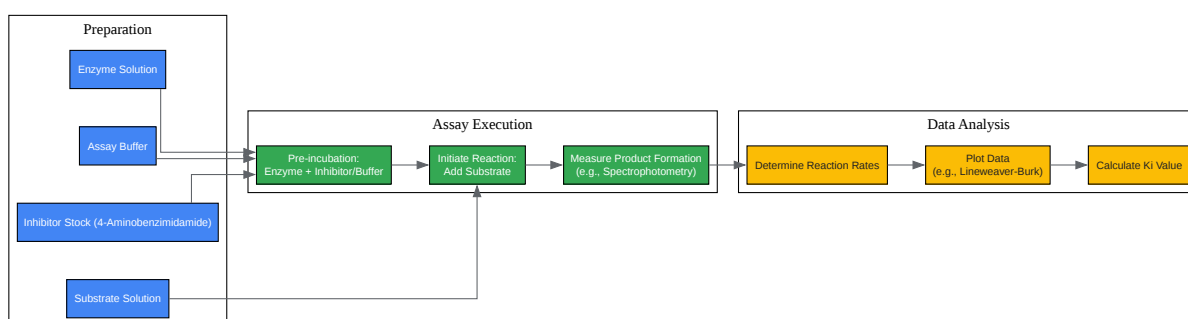 Preparation
Enzyme Solution
Assay Buffer
Inhibitor Stock (4-Aminobenzimidamide)
Substrate Solution
Assay Execution
Pre-incubation:
Enzyme + Inhibitor/Buffer
Initiate Reaction:
Add Substrate
Measure Product Formation
(e.g., Spectrophotometry)
Data Analysis
Determine Reaction Rates
Plot Data
(e.g., Lineweaver-Burk)
Calculate Ki Value